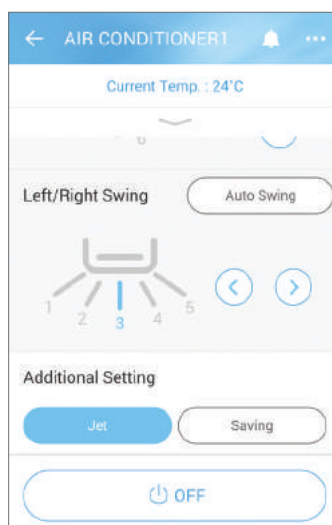 AIR CONDITIONER1
Current Temp. : 24°C
6
Left/Right Swing
Auto Swing
1 2 3 4 5
Additional Setting
Jet
Saving
OFF